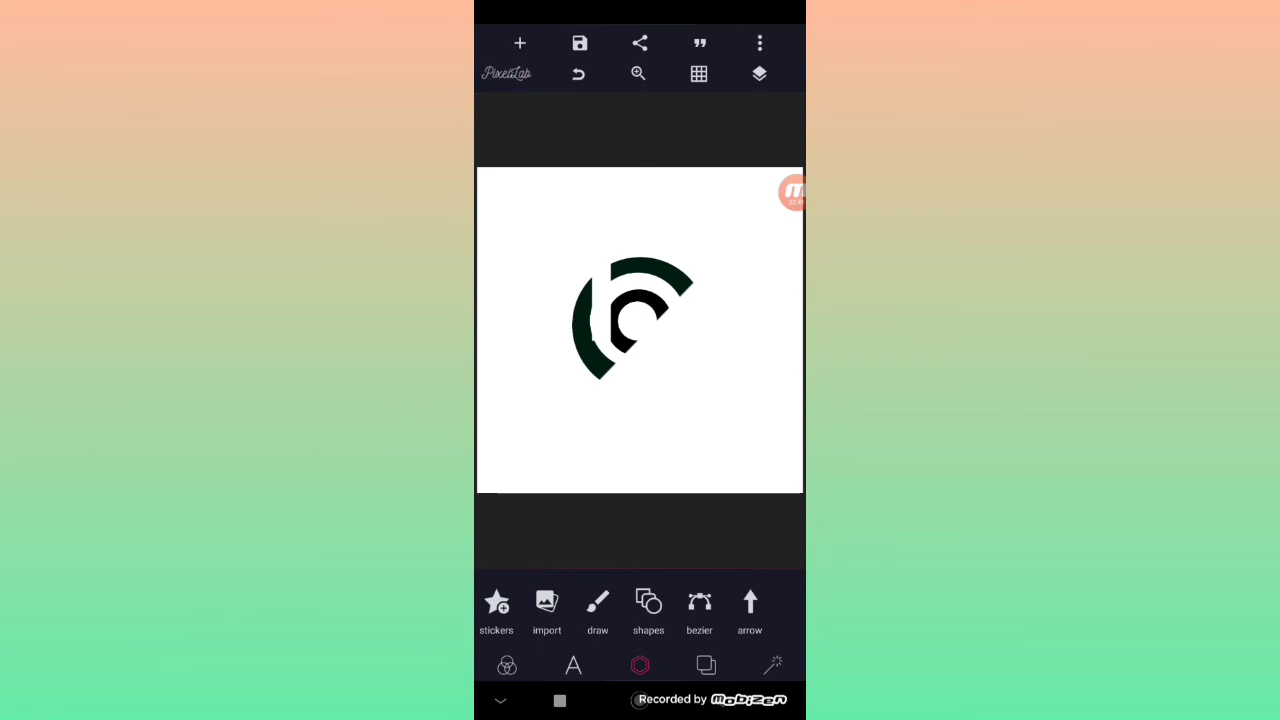 PixelLab
stickers import draw shapes bezier arrow
Recorded by MOBIZEN